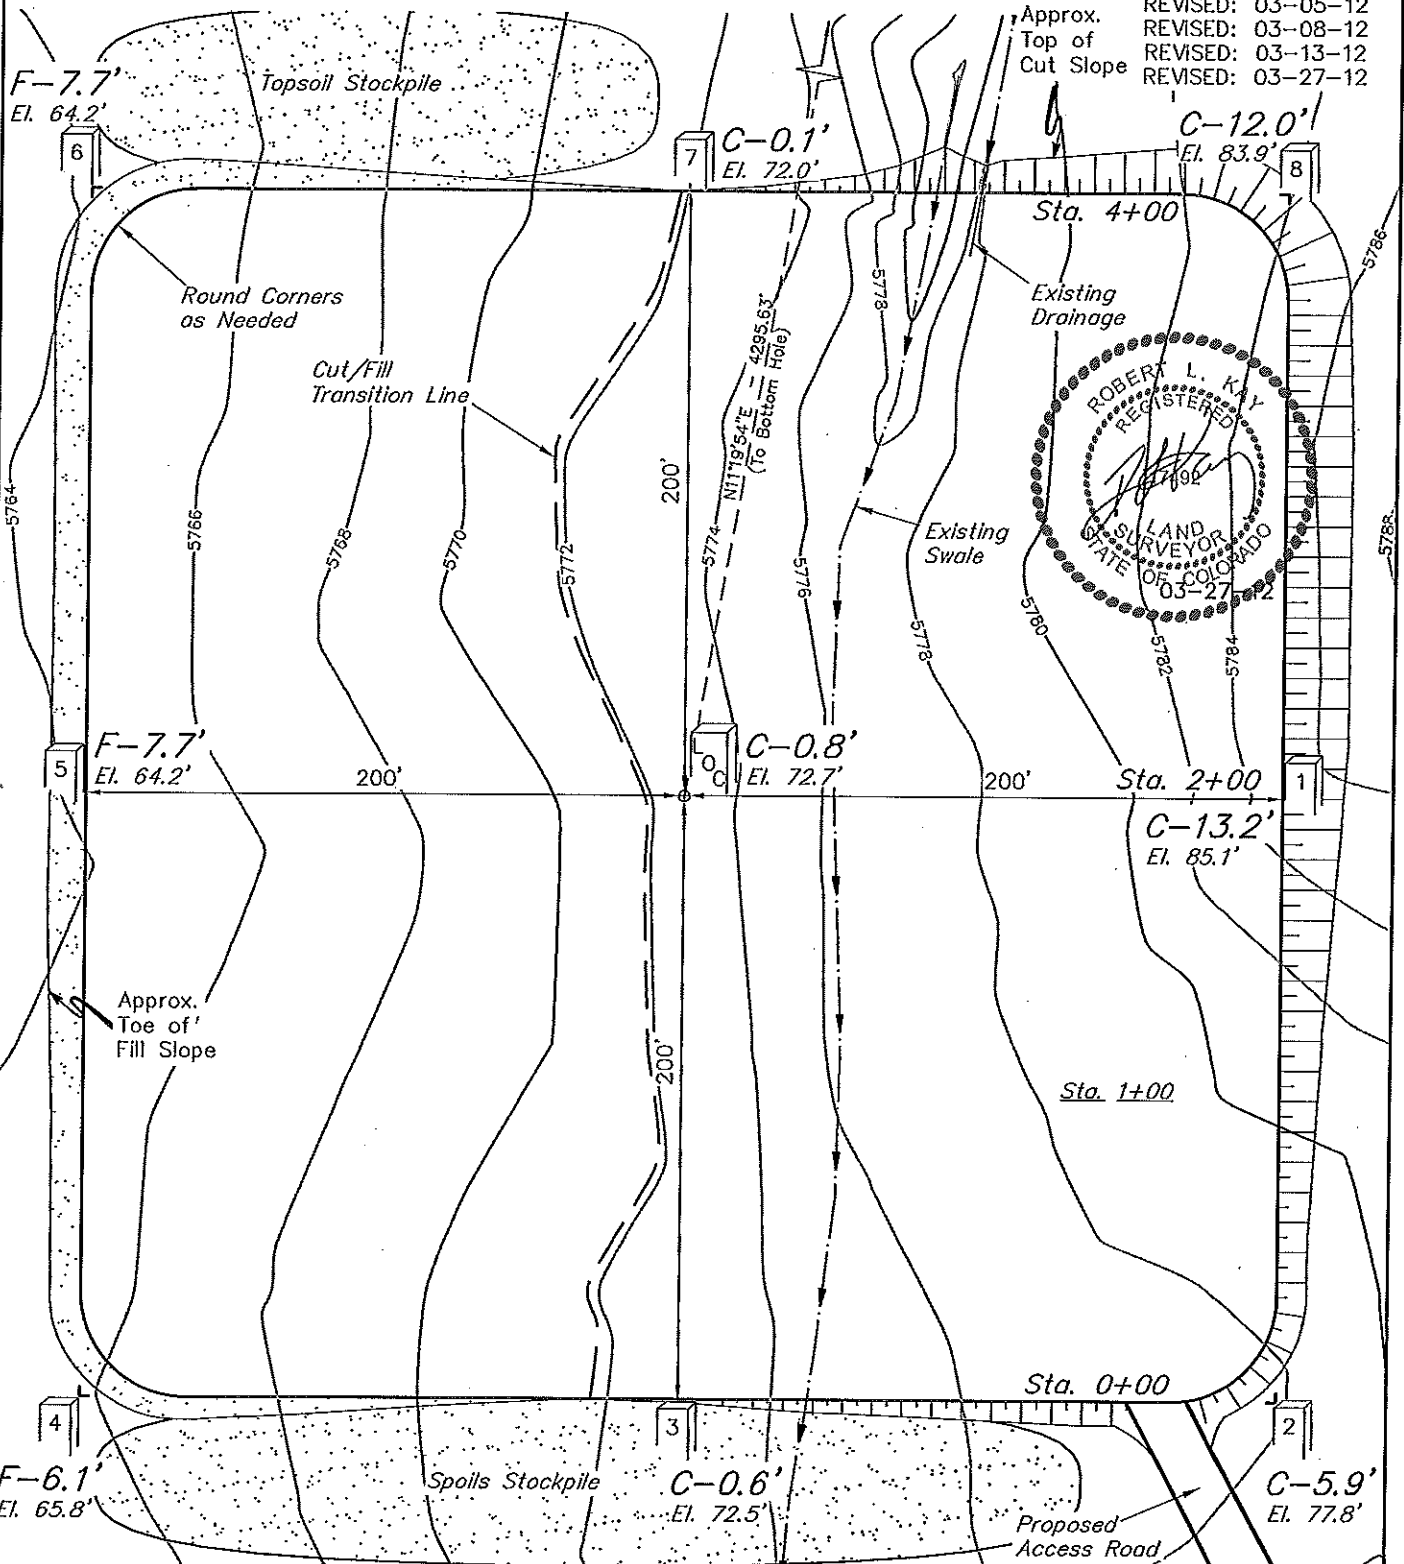 REVISED: 03-05-12
REVISED: 03-08-12
REVISED: 03-13-12
REVISED: 03-27-12
Approx.
Top of
Cut Slope
F-7.7'
El. 64.2'
6
Topsoil Stockpile
7
C-0.1'
El. 72.0'
C-12.0'
El. 83.9'
8
Sta. 4+00
Round Corners
as Needed
Cut/Fill
Transition Line
Existing
Drainage
5786
5778
N11°19'54"E - 4295.63'
(To Bottom Hole)
200'
ROBERT L. KAY
REGISTERED
LAND
SURVEYOR
STATE OF COLORADO
03-27-12
5764
5766
5768
5770
5772
5774
5776
5778
5780
5782
5784
5788
Existing
Swale
5
F-7.7'
El. 64.2'
200'
LOC
C-0.8'
El. 72.7'
200'
Sta. 2+00
1
C-13.2'
El. 85.1'
Approx.
Toe of
Fill Slope
200'
Sta. 1+00
Sta. 0+00
4
F-6.1'
El. 65.8'
Spoils Stockpile
3
C-0.6'
El. 72.5'
2
C-5.9'
El. 77.8'
Proposed
Access Road